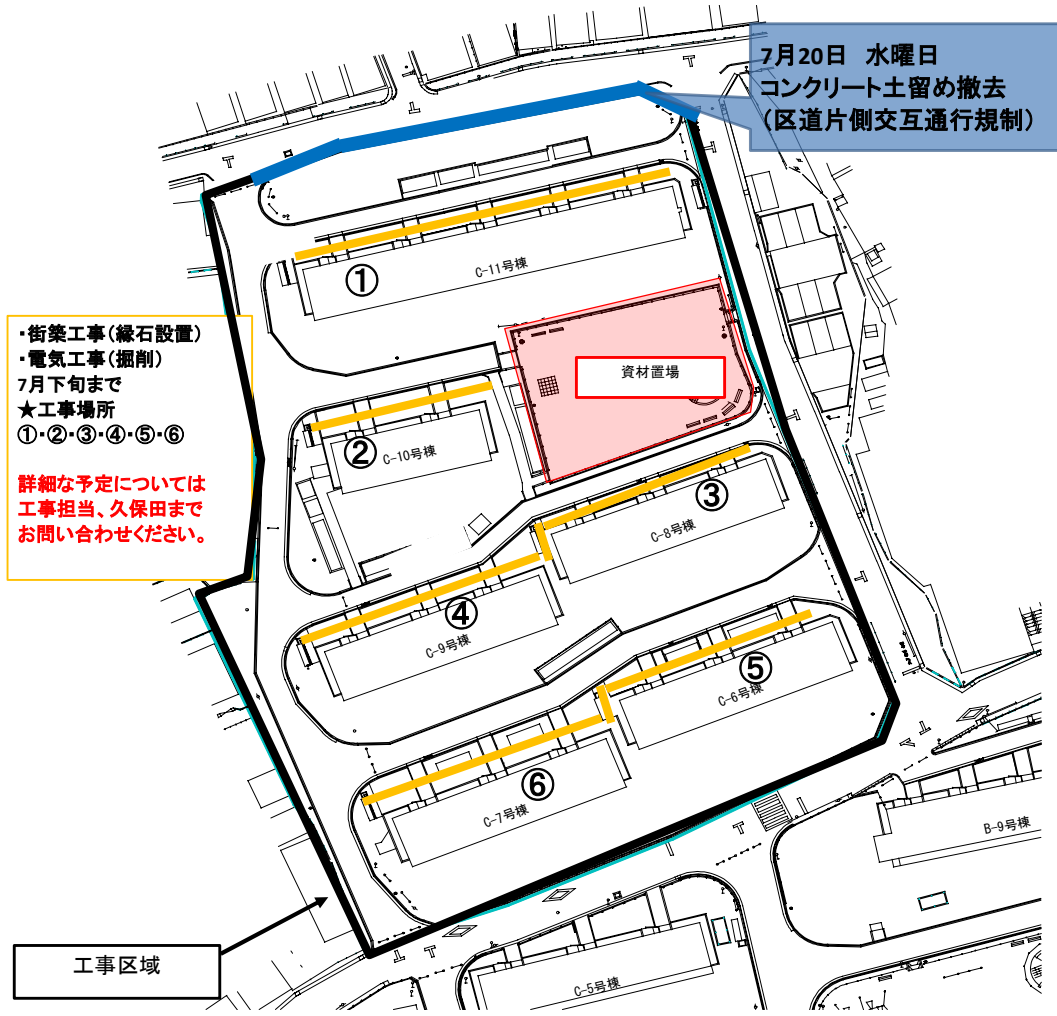 7月20日 水曜日
コンクリート土留め撤去
(区道片側交互通行規制)
C-11号棟
①
・街築工事(縁石設置)
・電気工事(掘削)
7月下旬まで
★工事場所
①・②・③・④・⑤・⑥
詳細な予定については
工事担当、久保田まで
お問い合わせください。
資材置場
②
C-10号棟
③
C-8号棟
④
C-9号棟
⑤
C-6号棟
⑥
C-7号棟
B-9号棟
工事区域
C-5号棟